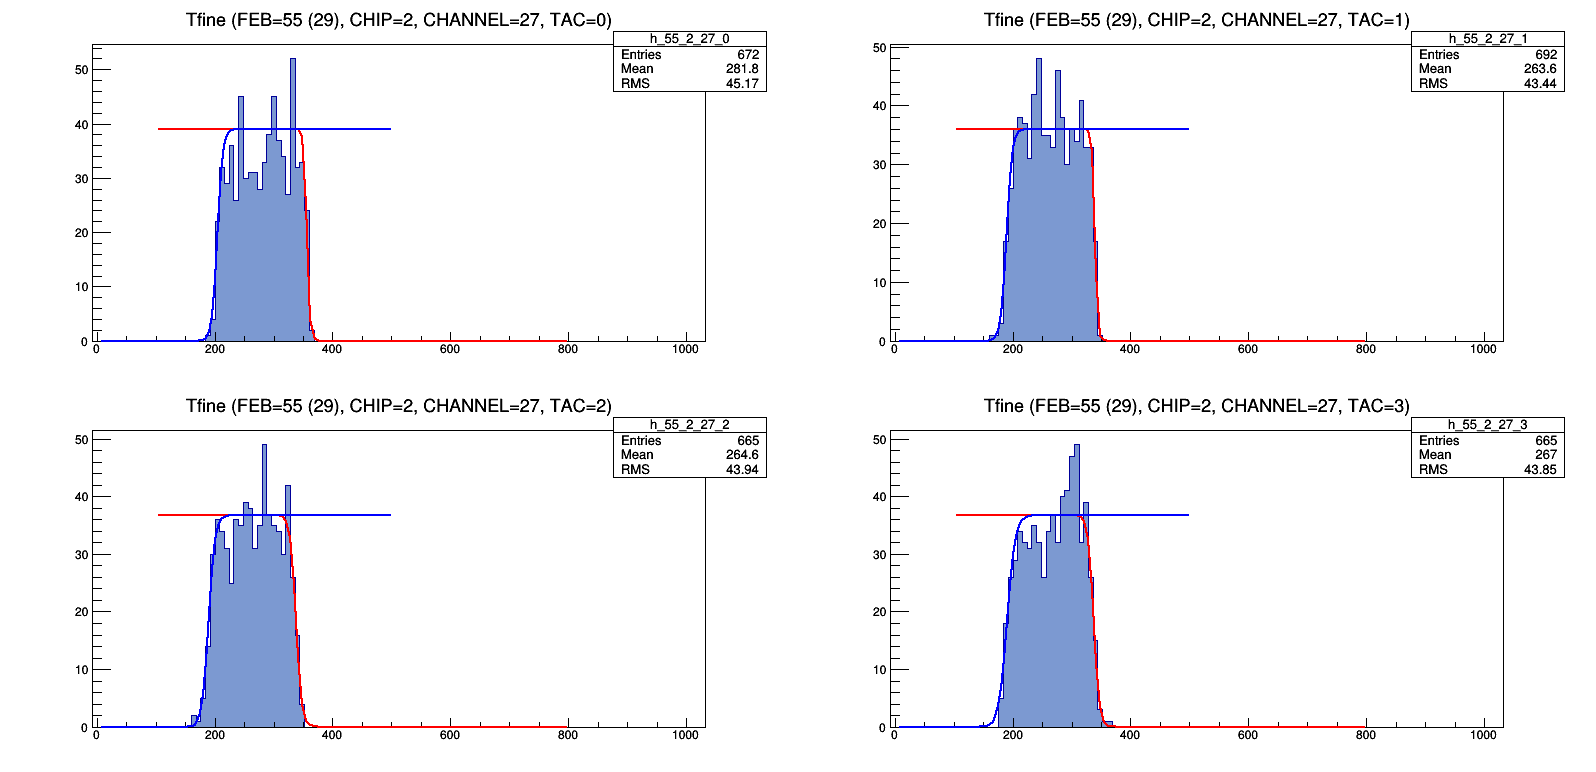 Tfine (FEB=55 (29), CHIP=2, CHANNEL=27, TAC=0)
h_55_2_27_0
Entries 672
Mean 281.8
RMS 45.17
50
40
30
20
10
0
0 200 400 600 800 1000
Tfine (FEB=55 (29), CHIP=2, CHANNEL=27, TAC=1)
h_55_2_27_1
Entries 692
Mean 263.6
RMS 43.44
50
40
30
20
10
0
0 200 400 600 800 1000
Tfine (FEB=55 (29), CHIP=2, CHANNEL=27, TAC=2)
h_55_2_27_2
Entries 665
Mean 264.6
RMS 43.94
50
40
30
20
10
0
0 200 400 600 800 1000
Tfine (FEB=55 (29), CHIP=2, CHANNEL=27, TAC=3)
h_55_2_27_3
Entries 665
Mean 267
RMS 43.85
50
40
30
20
10
0
0 200 400 600 800 1000